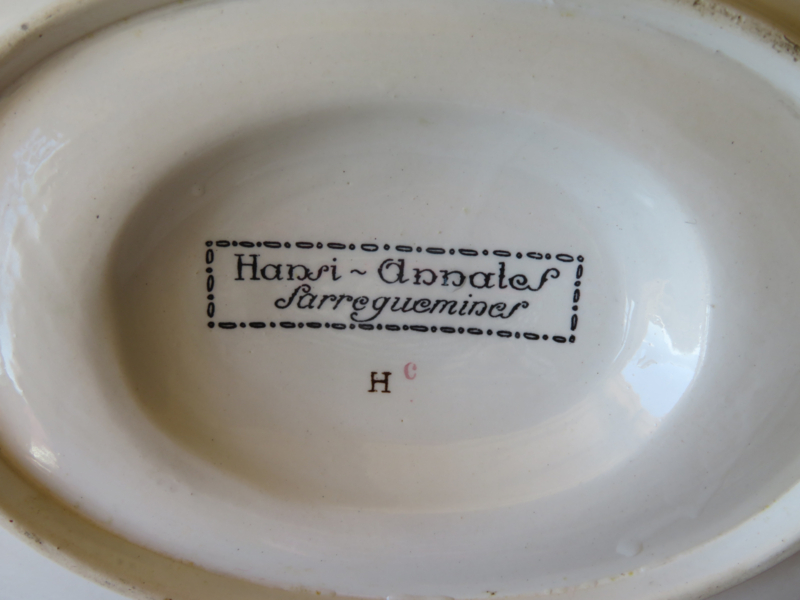 Hansi ~ Annales
Sarreguemines
H c